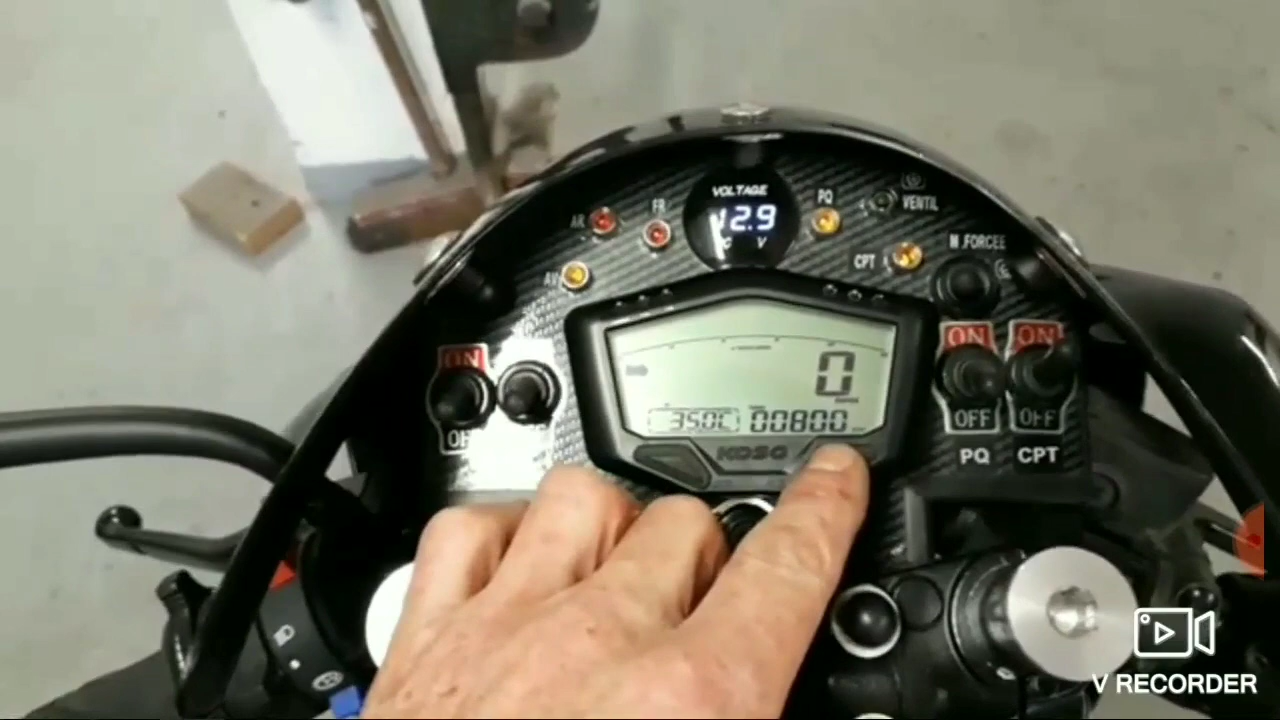 VOLTAGE
12.9
V
AR
FR
PQ
VENTIL
AV
CPT
M.FORCEE
ON
ON
ON
0
OFF
OFF
350C 00800
KOSO
PQ
CPT
V RECORDER